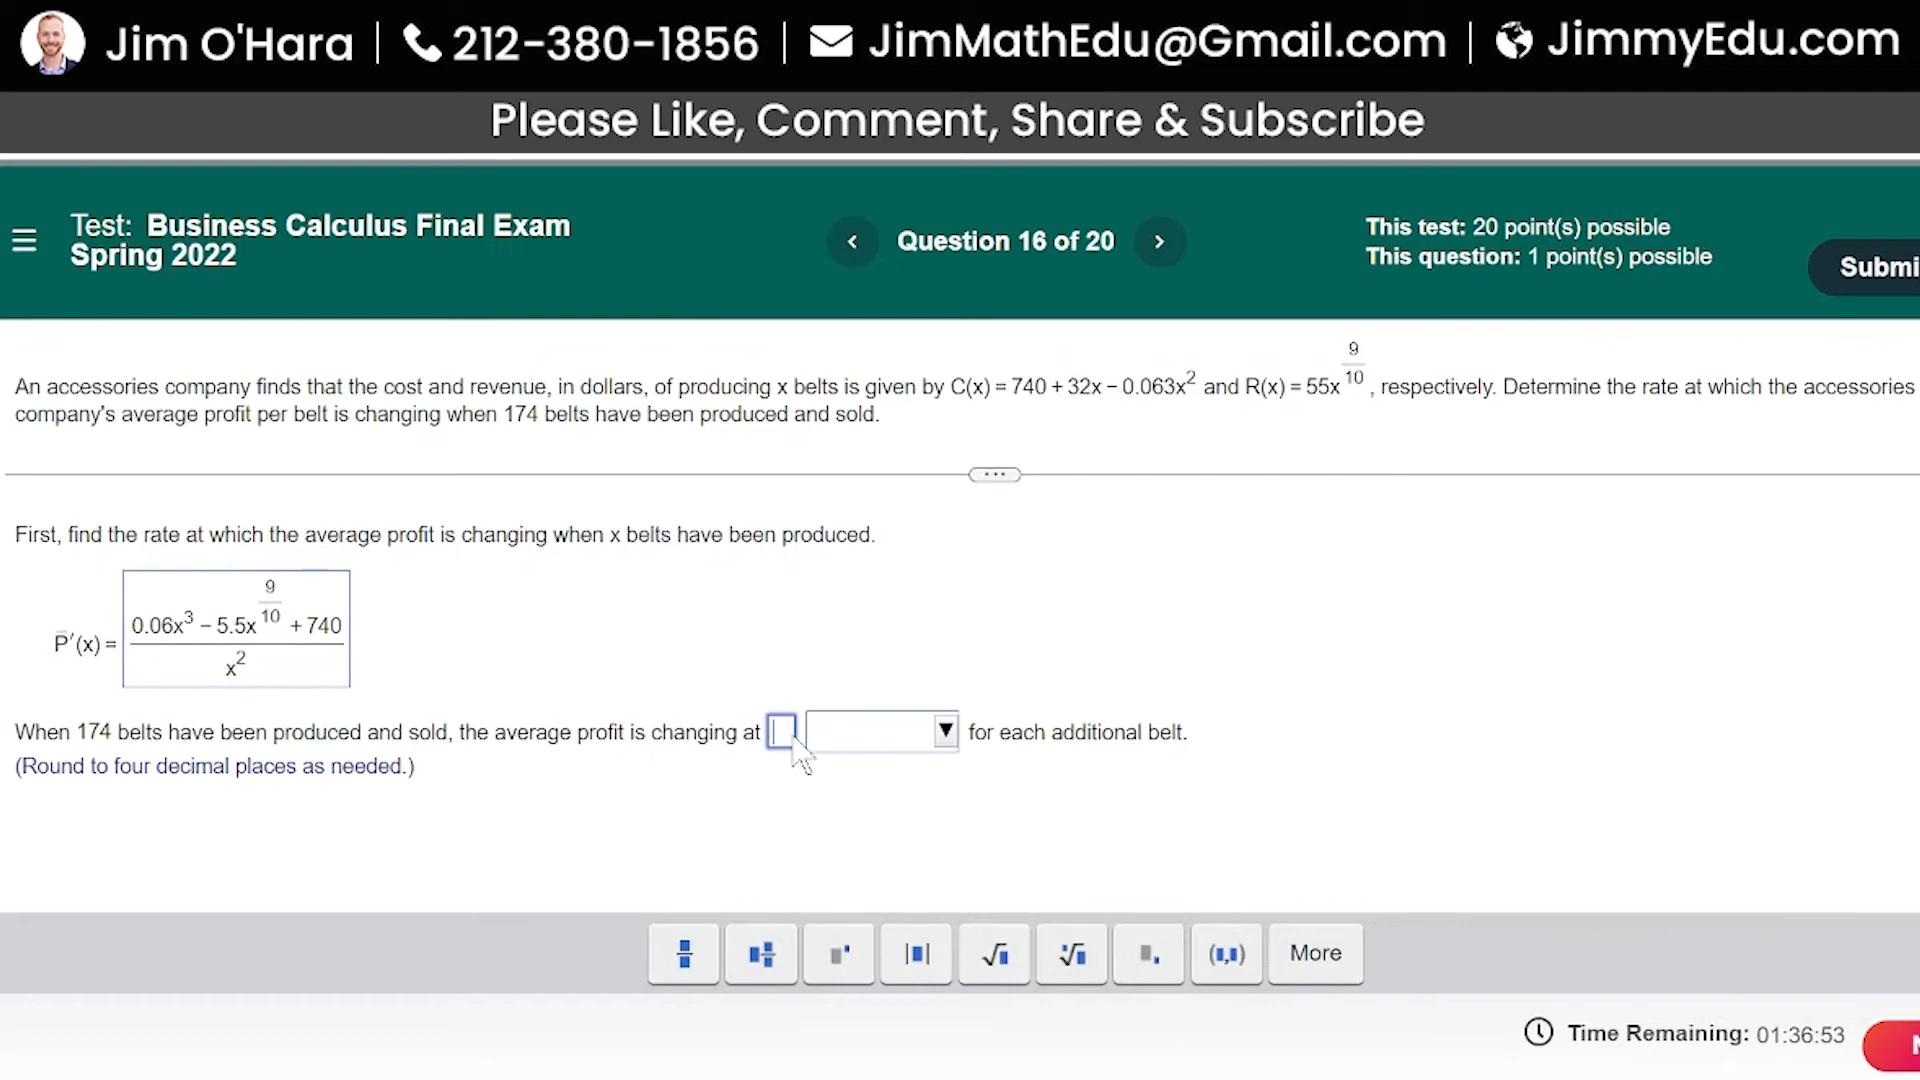 Jim O'Hara | 212-380-1856 | JimMathEdu@Gmail.com | JimmyEdu.com
Please Like, Comment, Share & Subscribe
Test: Business Calculus Final Exam
Spring 2022
Question 16 of 20
This test: 20 point(s) possible
This question: 1 point(s) possible
Submi
An accessories company finds that the cost and revenue, in dollars, of producing x belts is given by C(x) = 740 + 32x − 0.063x² and R(x) = 55x^(9/10), respectively. Determine the rate at which the accessories
company's average profit per belt is changing when 174 belts have been produced and sold.
First, find the rate at which the average profit is changing when x belts have been produced.
P̄′(x) = (0.06x³ − 5.5x^(9/10) + 740)/x²
When 174 belts have been produced and sold, the average profit is changing at ▼ for each additional belt.
(Round to four decimal places as needed.)
More
Time Remaining: 01:36:53